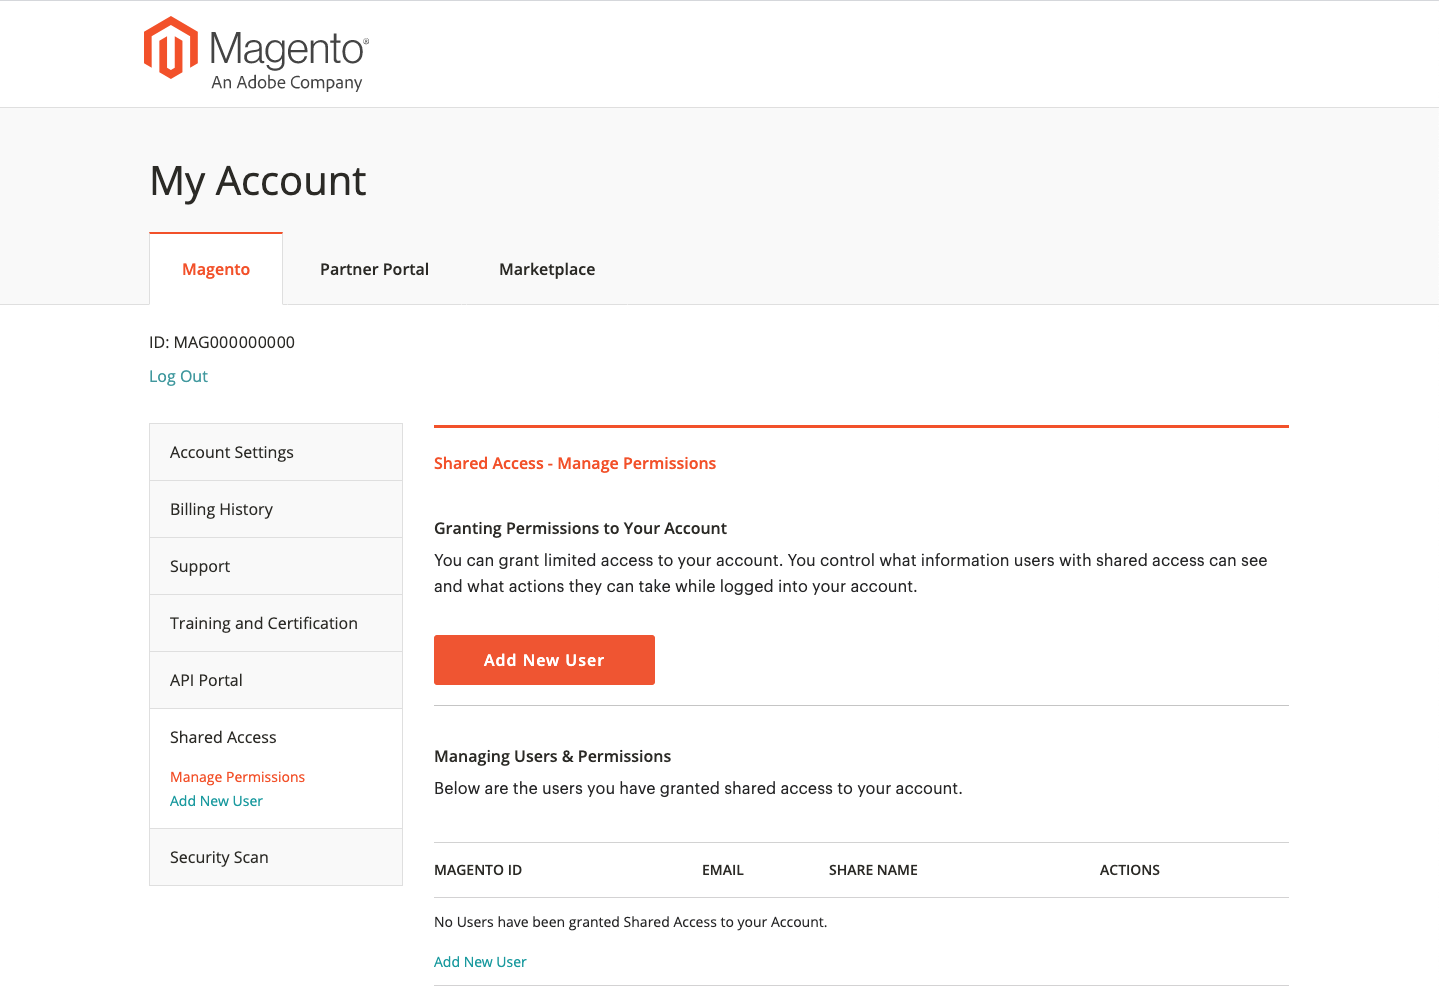 Magento®
An Adobe Company
My Account
Magento
Partner Portal
Marketplace
ID: MAG000000000
Log Out
Account Settings
Billing History
Support
Training and Certification
API Portal
Shared Access
Manage Permissions
Add New User
Security Scan
Shared Access - Manage Permissions
Granting Permissions to Your Account
You can grant limited access to your account. You control what information users with shared access can see
and what actions they can take while logged into your account.
Add New User
Managing Users & Permissions
Below are the users you have granted shared access to your account.
MAGENTO ID EMAIL SHARE NAME ACTIONS
No Users have been granted Shared Access to your Account.
Add New User